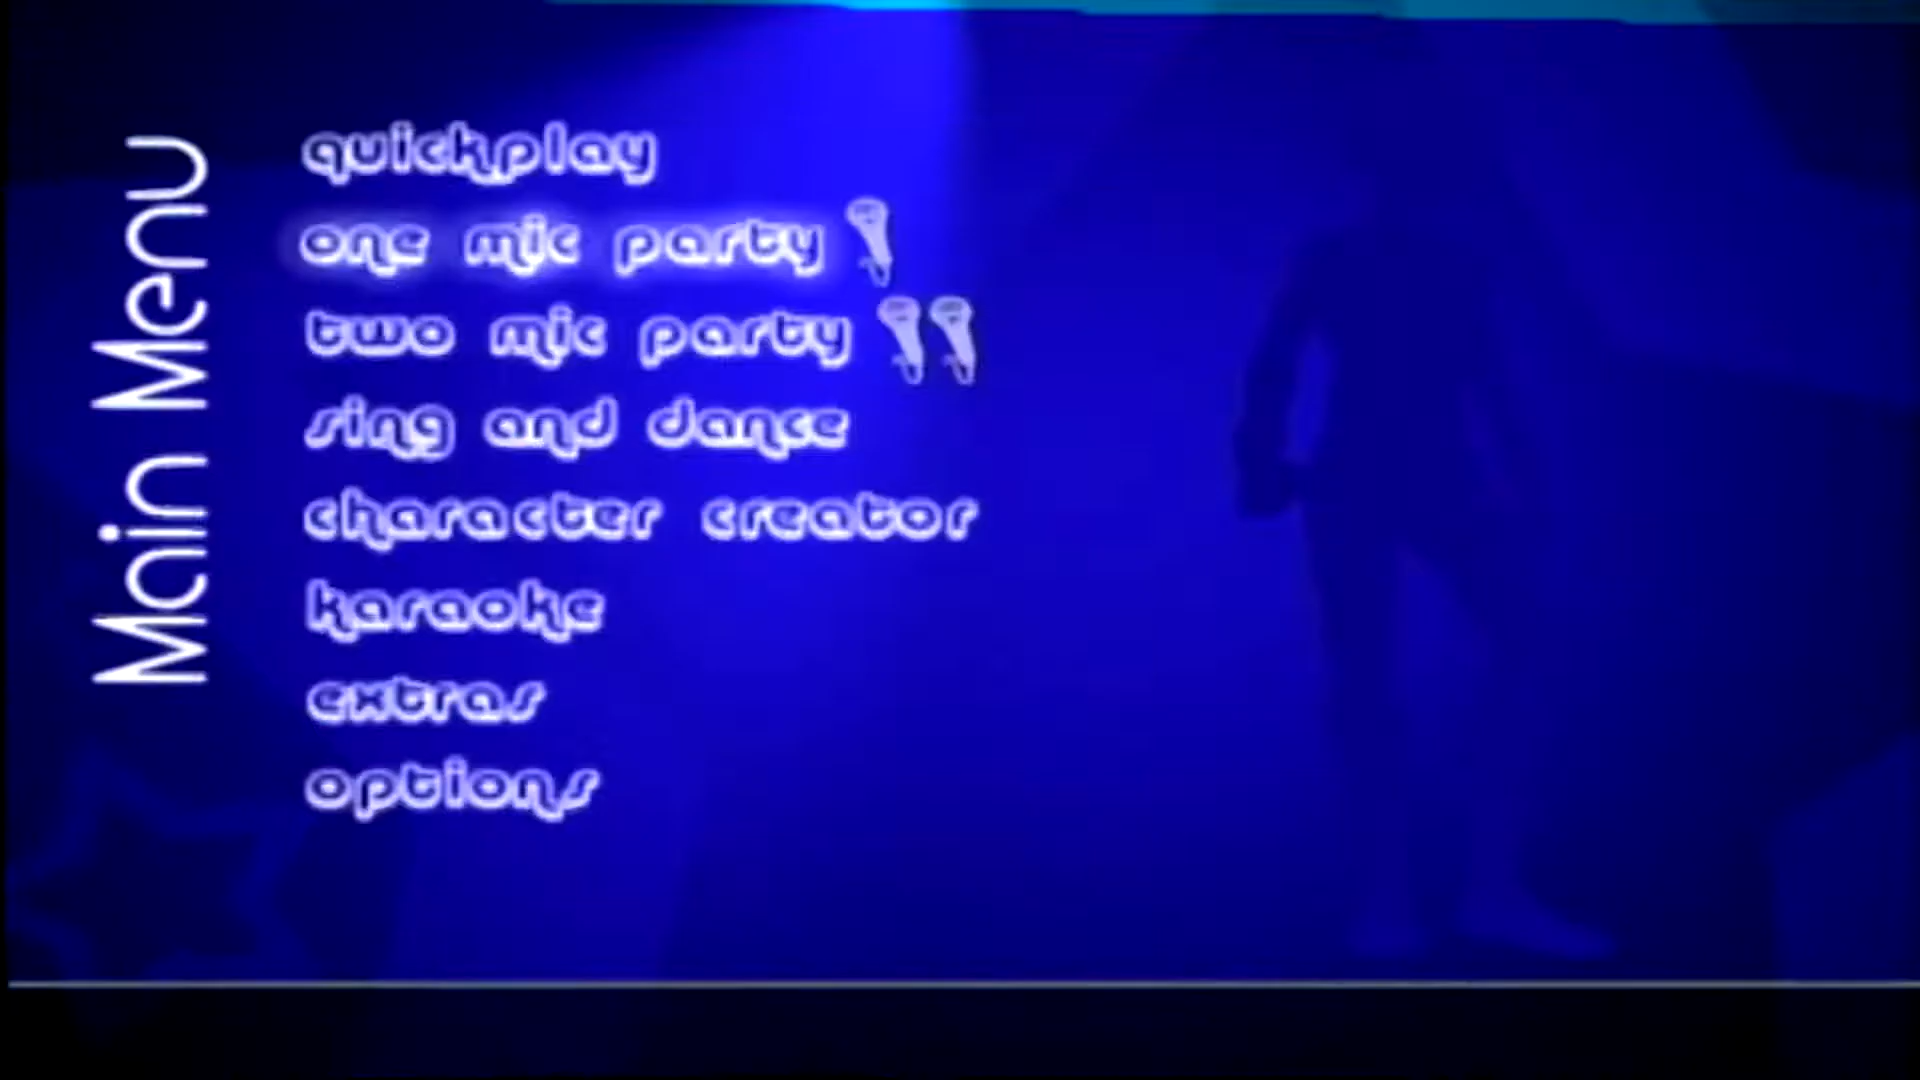 Main Menu
quickplay
one mic party
two mic party
sing and dance
character creator
karaoke
extras
options